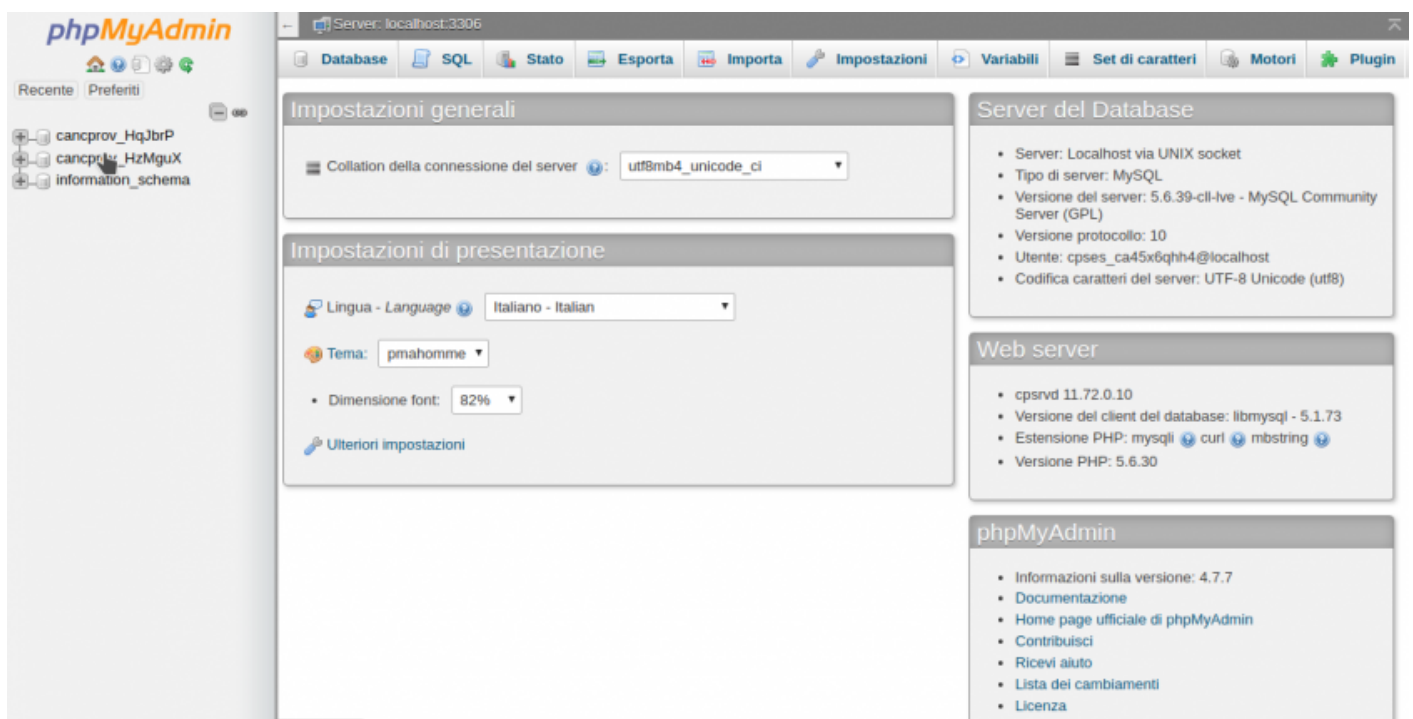 phpMyAdmin
Recente Preferiti
cancprov_HqJbrP
cancprov_HzMguX
information_schema
Server: localhost:3306
Database SQL Stato Esporta Importa Impostazioni Variabili Set di caratteri Motori Plugin
Impostazioni generali
Collation della connessione del server : utf8mb4_unicode_ci
Impostazioni di presentazione
Lingua - Language Italiano - Italian
Tema: pmahomme
• Dimensione font: 82%
Ulteriori impostazioni
Server del Database
• Server: Localhost via UNIX socket
• Tipo di server: MySQL
• Versione del server: 5.6.39-cll-lve - MySQL Community
Server (GPL)
• Versione protocollo: 10
• Utente: cpses_ca45x6qhh4@localhost
• Codifica caratteri del server: UTF-8 Unicode (utf8)
Web server
• cpsrvd 11.72.0.10
• Versione del client del database: libmysql - 5.1.73
• Estensione PHP: mysqli curl mbstring
• Versione PHP: 5.6.30
phpMyAdmin
• Informazioni sulla versione: 4.7.7
• Documentazione
• Home page ufficiale di phpMyAdmin
• Contribuisci
• Ricevi aiuto
• Lista dei cambiamenti
• Licenza